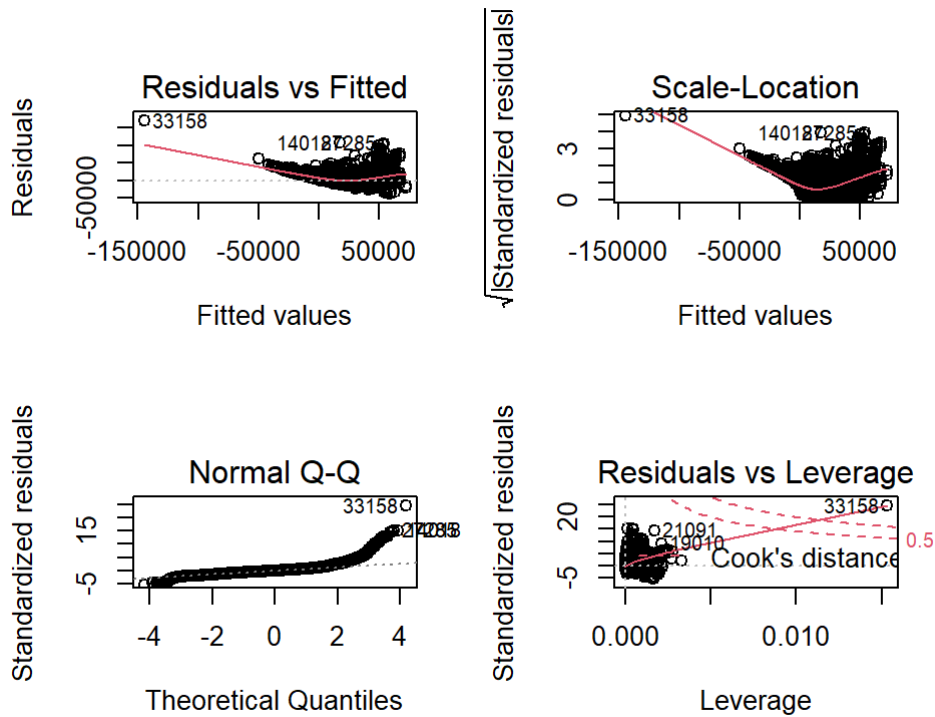 Residuals vs Fitted
Residuals
33158
-50000
-150000 -50000 50000
Fitted values
Scale-Location
√|Standardized residuals|
33158
3
0
-150000 -50000 50000
Fitted values
Normal Q-Q
Standardized residuals
33158
15
-5
-4 -2 0 2 4
Theoretical Quantiles
Residuals vs Leverage
Standardized residuals
33158
21091
19010
20
-5
0.5
Cook's distance
0.000 0.010
Leverage